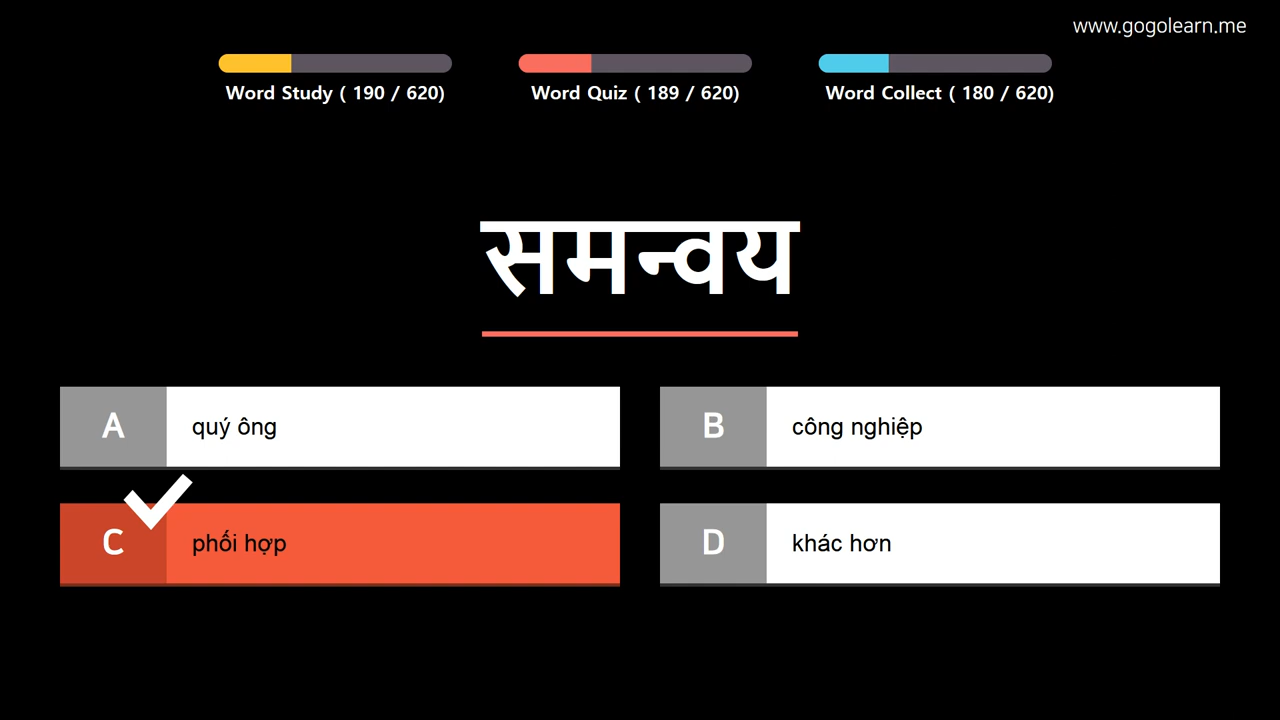 www.gogolearn.me
Word Study ( 190 / 620)
Word Quiz ( 189 / 620)
Word Collect ( 180 / 620)
समन्वय
A quý ông
B công nghiệp
C phối hợp
D khác hơn